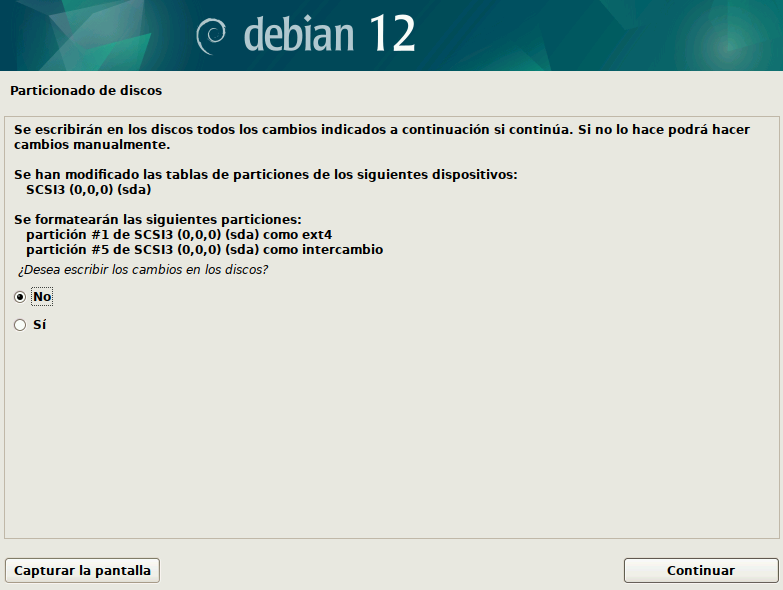 debian 12
Particionado de discos
Se escribirán en los discos todos los cambios indicados a continuación si continúa. Si no lo hace podrá hacer
cambios manualmente.
Se han modificado las tablas de particiones de los siguientes dispositivos:
SCSI3 (0,0,0) (sda)
Se formatearán las siguientes particiones:
partición #1 de SCSI3 (0,0,0) (sda) como ext4
partición #5 de SCSI3 (0,0,0) (sda) como intercambio
¿Desea escribir los cambios en los discos?
No
Sí
Capturar la pantalla
Continuar